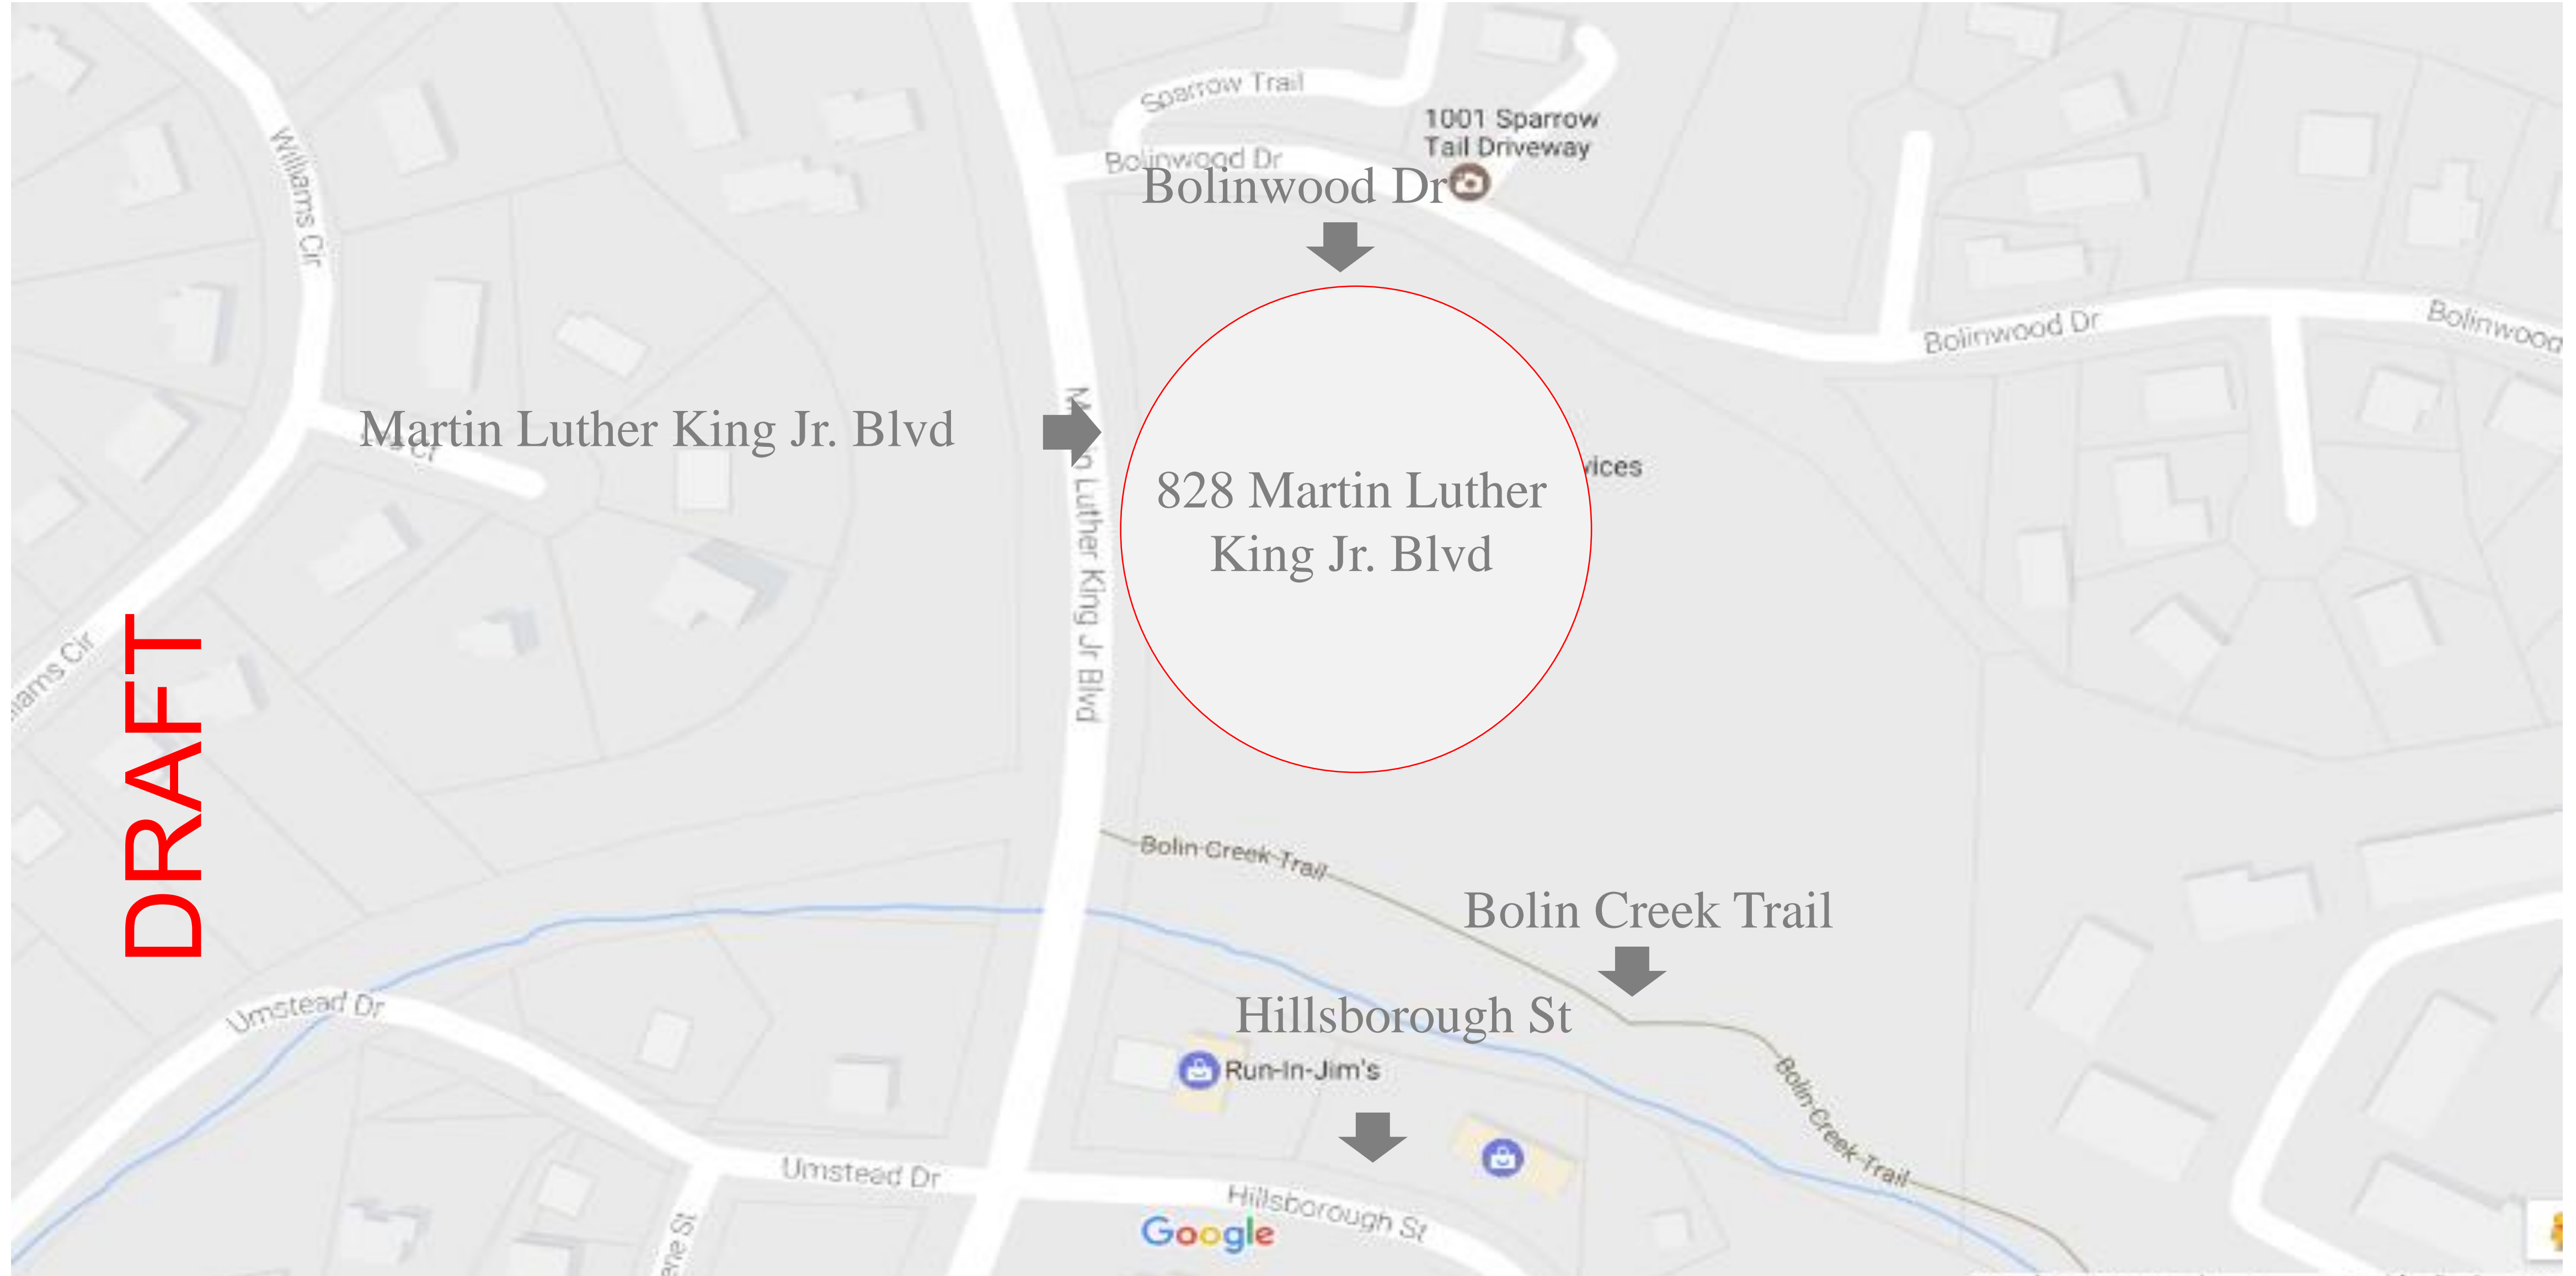 Sparrow Trail
1001 Sparrow
Tail Driveway
Bolinwood Dr
Bolinwood Dr
Williams Cir
Bolinwood Dr
Bolinwood
Martin Luther King Jr. Blvd
828 Martin Luther
King Jr. Blvd
Luther King Jr Blvd
DRAFT
Bolin Creek Trail
Bolin Creek Trail
Hillsborough St
Umstead Dr
Run-In-Jim's
Bolin Creek Trail
Umstead Dr
Hillsborough St
Google